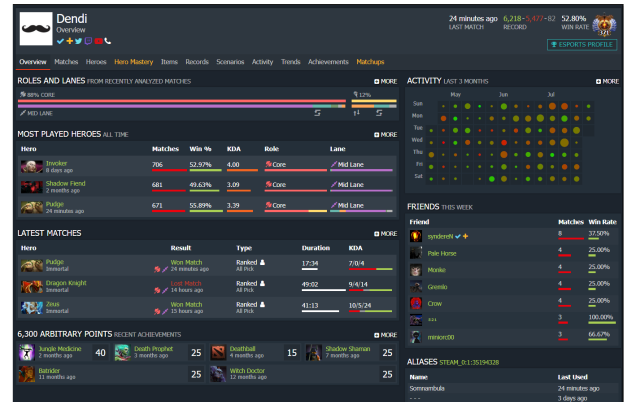 Dendi
Overview
24 minutes ago
LAST MATCH
6,218-5,477-82
RECORD
52.80%
WIN RATE
ESPORTS PROFILE
Overview Matches Heroes Hero Mastery Items Records Scenarios Activity Trends Achievements Matchups
ROLES AND LANES FROM RECENTLY ANALYZED MATCHES MORE
88% CORE 12%
MID LANE
MOST PLAYED HEROES ALL TIME MORE
Hero Matches Win % KDA Role Lane
Invoker 706 52.97% 4.00 Core Mid Lane
8 days ago
Shadow Fiend 681 49.63% 3.09 Core Mid Lane
2 months ago
Pudge 671 55.89% 3.39 Core Mid Lane
24 minutes ago
LATEST MATCHES MORE
Hero Result Type Duration KDA
Pudge Won Match Ranked 17:34 7/0/4
Immortal 24 minutes ago All Pick
Dragon Knight Lost Match Ranked 49:02 9/4/14
Immortal 14 hours ago All Pick
Zeus Won Match Ranked 41:13 10/5/24
Immortal 15 hours ago All Pick
6,300 ARBITRARY POINTS RECENT ACHIEVEMENTS MORE
Jungle Medicine 40 Death Prophet 25 Deathball 15 Shadow Shaman 25
2 months ago 3 months ago 4 months ago 7 months ago
Batrider 25 Witch Doctor 25
11 months ago 12 months ago
ACTIVITY LAST 3 MONTHS MORE
May Jun Jul
Sun
Mon
Tue
Wed
Thu
Fri
Sat
FRIENDS THIS WEEK
Friend Matches Win Rate
syndereN 8 37.50%
Pale Horse 4 25.00%
Monke 4 25.00%
Gremlo 4 25.00%
Crow 4 25.00%
3 100.00%
miniorc00 3 66.67%
ALIASES STEAM_0:1:35194328
Name Last Used
Somnambula 24 minutes ago
- - - 3 days ago